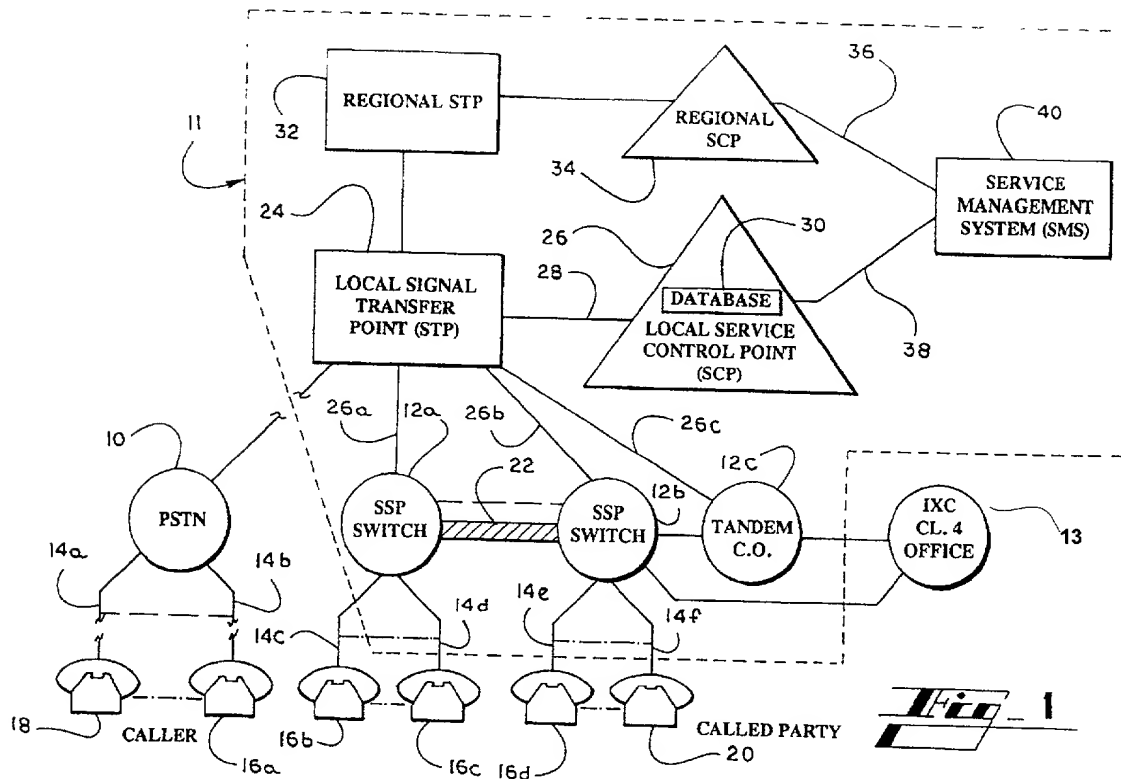 36
REGIONAL STP
REGIONAL
SCP
40
11
32
34
SERVICE
MANAGEMENT
SYSTEM (SMS)
24
26
30
28
LOCAL SIGNAL
TRANSFER
POINT (STP)
DATABASE
LOCAL SERVICE
CONTROL POINT
(SCP)
38
26a
12a
26b
26c
10
22
12c
PSTN
SSP
SWITCH
SSP
SWITCH
12b
TANDEM
C.O.
IXC
CL. 4
OFFICE
13
14a
14b
14c
14d
14e
14f
18
CALLER
16a
16b
16c
16d
CALLED PARTY
20
Fig_1